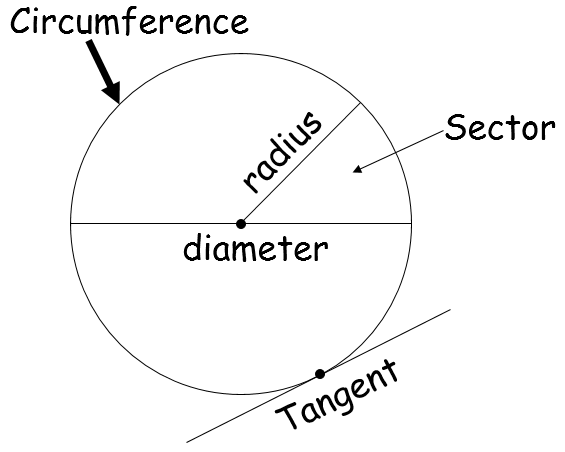 Circumference
radius
Sector
diameter
Tangent